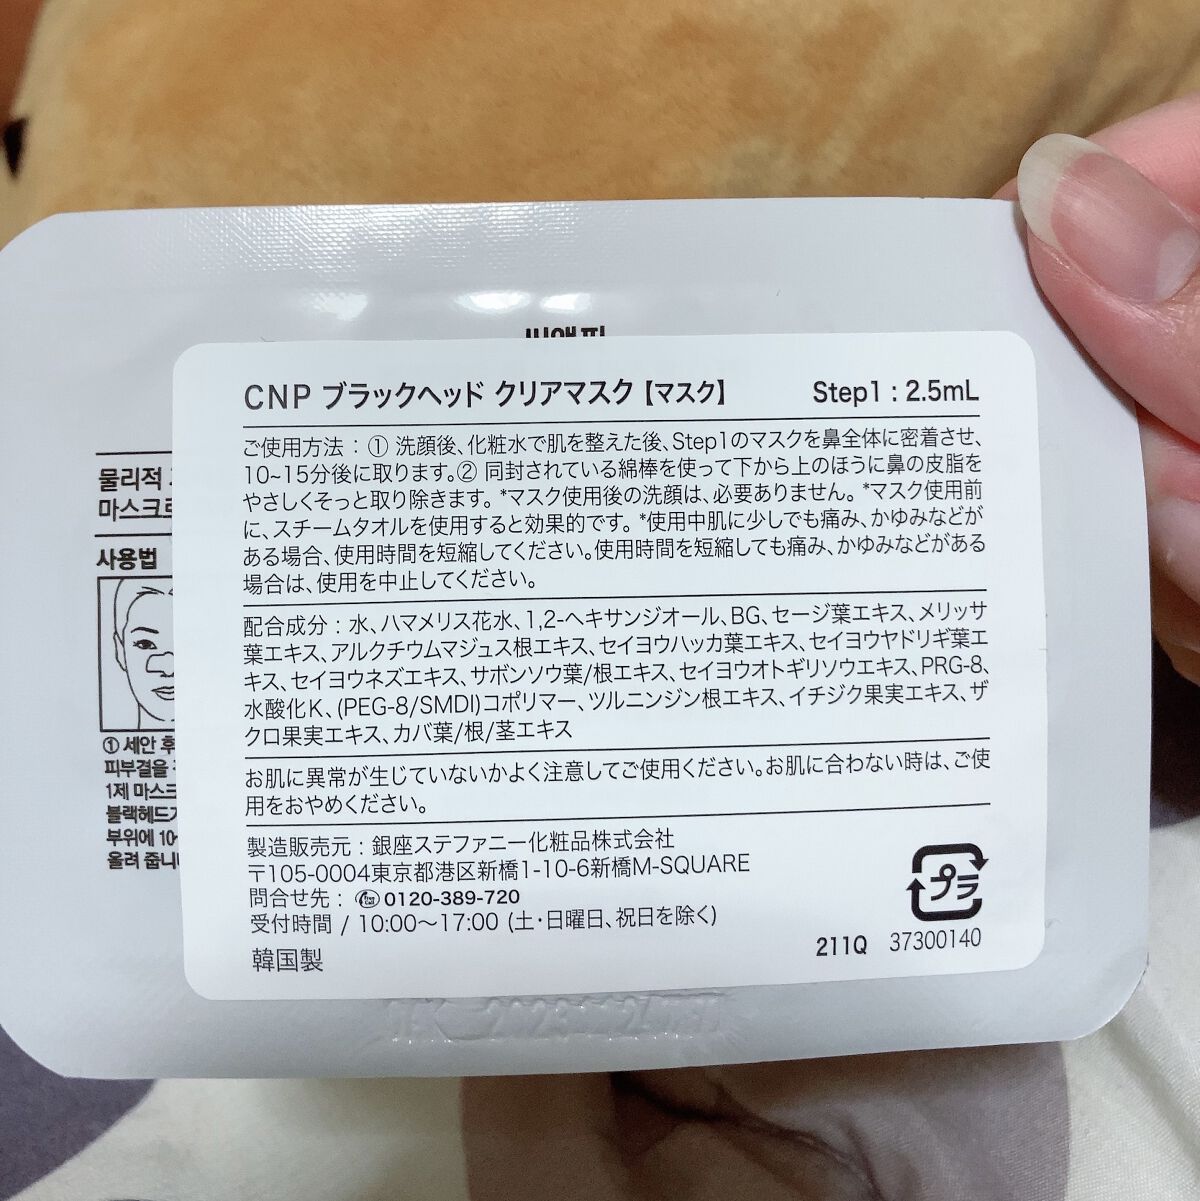 씨앤피
CNP ブラックヘッド クリアマスク【マスク】 Step1 : 2.5mL
ご使用方法 : ① 洗顔後、化粧水で肌を整えた後、Step1のマスクを鼻全体に密着させ、
10~15分後に取ります。② 同封されている綿棒を使って下から上のほうに鼻の皮脂を
やさしくそっと取り除きます。*マスク使用後の洗顔は、必要ありません。*マスク使用前
に、スチームタオルを使用すると効果的です。*使用中肌に少しでも痛み、かゆみなどが
ある場合、使用時間を短縮してください。使用時間を短縮しても痛み、かゆみなどがある
場合は、使用を中止してください。
配合成分 : 水、ハマメリス花水、1,2-ヘキサンジオール、BG、セージ葉エキス、メリッサ
葉エキス、アルクチウムマジュス根エキス、セイヨウハッカ葉エキス、セイヨウヤドリギ葉エ
キス、セイヨウネズエキス、サボンソウ葉/根エキス、セイヨウオトギリソウエキス、PRG-8、
水酸化K、(PEG-8/SMDI)コポリマー、ツルニンジン根エキス、イチジク果実エキス、ザ
クロ果実エキス、カバ葉/根/茎エキス
お肌に異常が生じていないかよく注意してご使用ください。お肌に合わない時は、ご使
用をおやめください。
製造販売元 : 銀座ステファニー化粧品株式会社
〒105-0004東京都港区新橋1-10-6新橋M-SQUARE
問合せ先 : 0120-389-720
受付時間 / 10:00～17:00 (土・日曜日、祝日を除く)
韓国製
プラ
211Q 37300140
물리적
마스크
사용법
① 세안 후
피부결을
1제 마스크
블랙헤드가
부위에 10~
올려 줍니